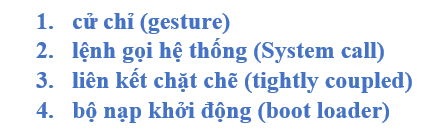 1. cử chỉ (gesture)
2. lệnh gọi hệ thống (System call)
3. liên kết chặt chẽ (tightly coupled)
4. bộ nạp khởi động (boot loader)